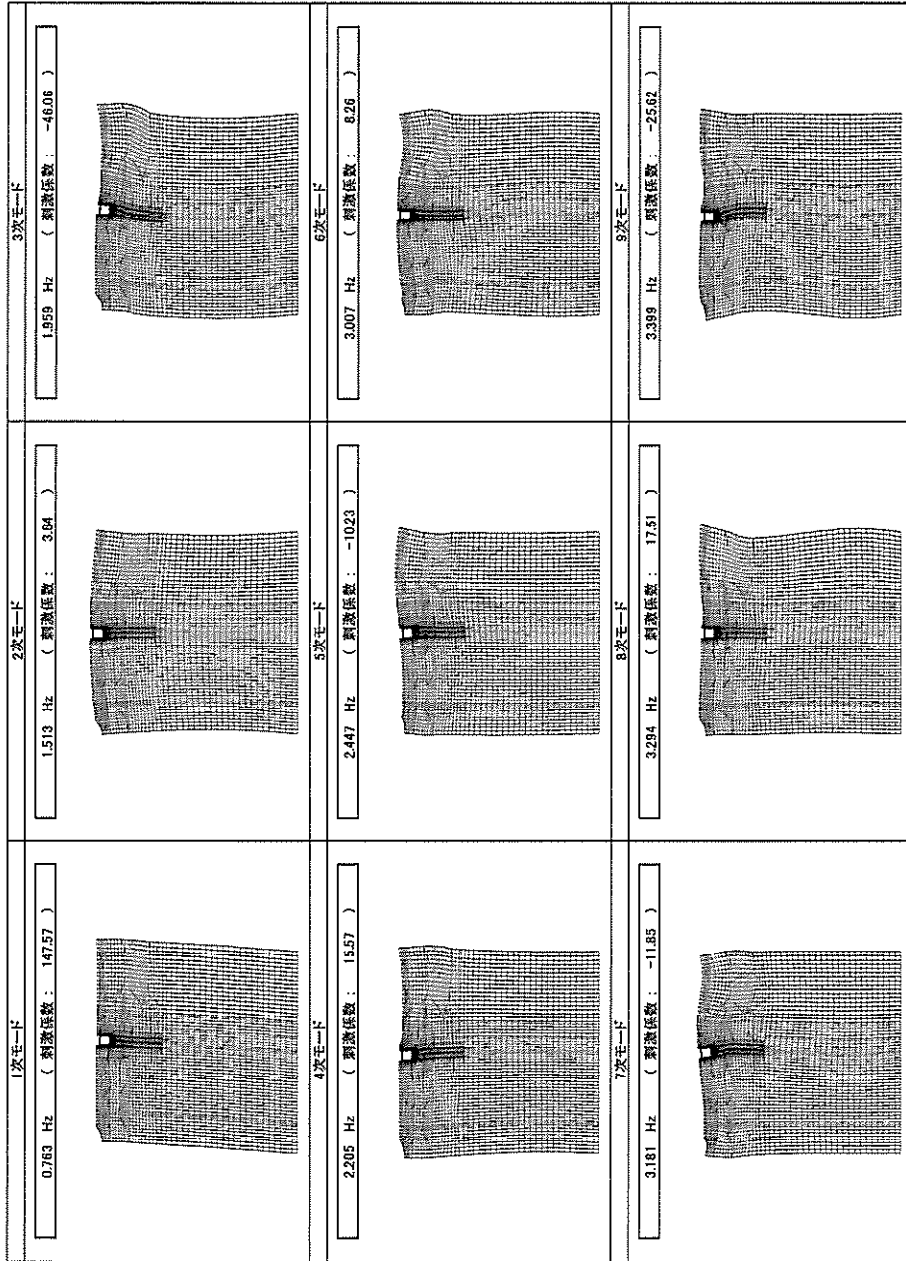 1次モード
0.763 Hz ( 刺激係数 : 147.57 )
2次モード
1.513 Hz ( 刺激係数 : 3.84 )
3次モード
1.959 Hz ( 刺激係数 : -46.06 )
4次モード
2.205 Hz ( 刺激係数 : 15.57 )
5次モード
2.447 Hz ( 刺激係数 : -10.23 )
6次モード
3.007 Hz ( 刺激係数 : 8.26 )
7次モード
3.181 Hz ( 刺激係数 : -11.85 )
8次モード
3.294 Hz ( 刺激係数 : 17.51 )
9次モード
3.399 Hz ( 刺激係数 : -25.62 )